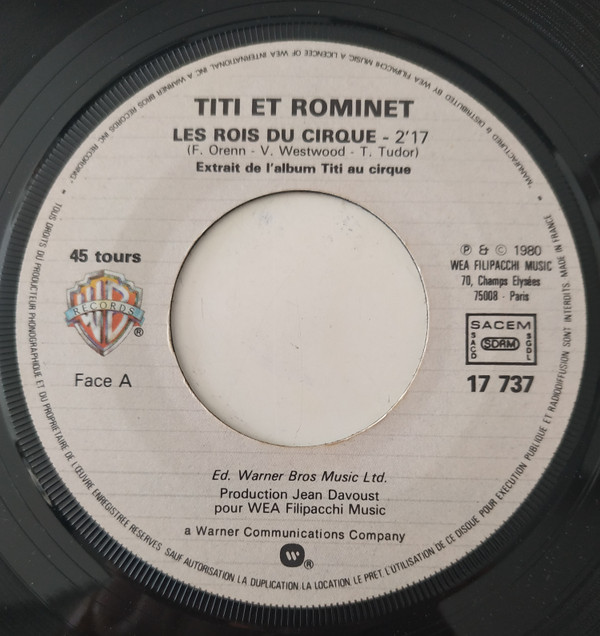 TITI ET ROMINET
LES ROIS DU CIRQUE - 2'17
(F. Orenn - V. Westwood - T. Tudor)
Extrait de l'album Titi au cirque
45 tours
WB
RECORDS
®
Face A
Ⓟ & © 1980
WEA FILIPACCHI MUSIC
70, Champs Elysées
75008 - Paris
SACEM
SACD
SDRM
SGDL
17 737
Ed. Warner Bros Music Ltd.
Production Jean Davoust
pour WEA Filipacchi Music
a Warner Communications Company
®
"MANUFACTURED & DISTRIBUTED BY WEA FILIPACCHI MUSIC A LICENCEE OF WEA INTERNATIONAL INC A WARNER BROS RECORDS INC RECORDING"
TOUS DROITS DU PRODUCTEUR PHONOGRAPHIQUE ET DU PROPRIETAIRE DE L'ŒUVRE ENREGISTREE RESERVES SAUF AUTORISATION LA DUPLICATION LA LOCATION LE PRET, L'UTILISATION DE CE DISQUE POUR EXECUTION PUBLIQUE ET RADIODIFFUSION SONT INTERDITS. MADE IN FRANCE